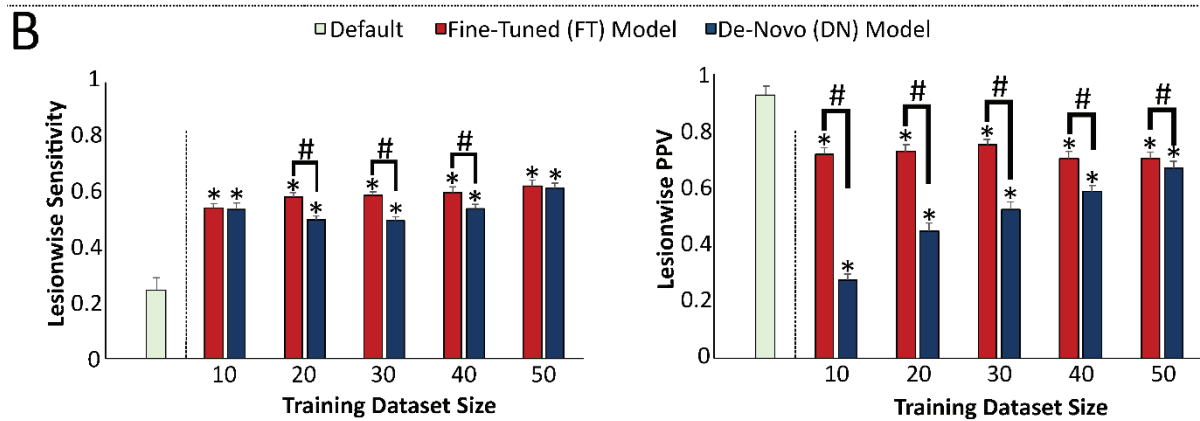 B
Default Fine-Tuned (FT) Model De-Novo (DN) Model
Lesionwise Sensitivity
1
0.8
0.6
0.4
0.2
0
# # #
* * * * * * * * * *
10 20 30 40 50
Training Dataset Size
Lesionwise PPV
1
0.8
0.6
0.4
0.2
0
# # # # #
* * * * * * * * * *
10 20 30 40 50
Training Dataset Size